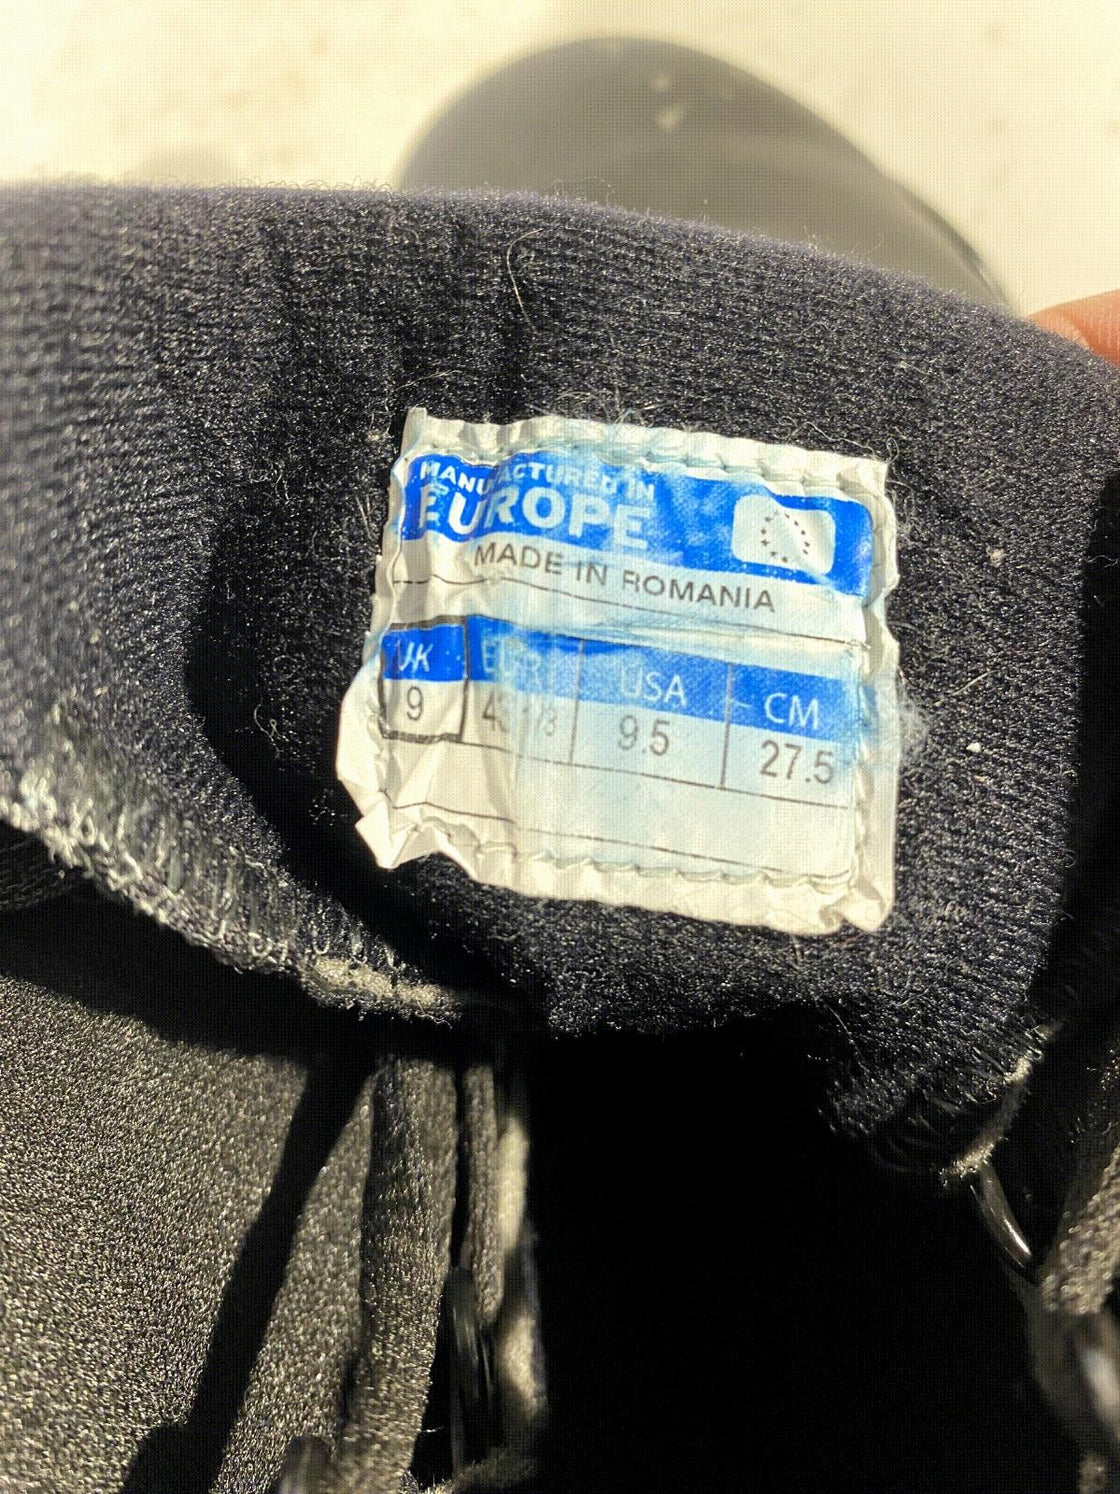 MANUFACTURED IN
EUROPE
MADE IN ROMANIA
UK EUR USA CM
9 9.5 27.5